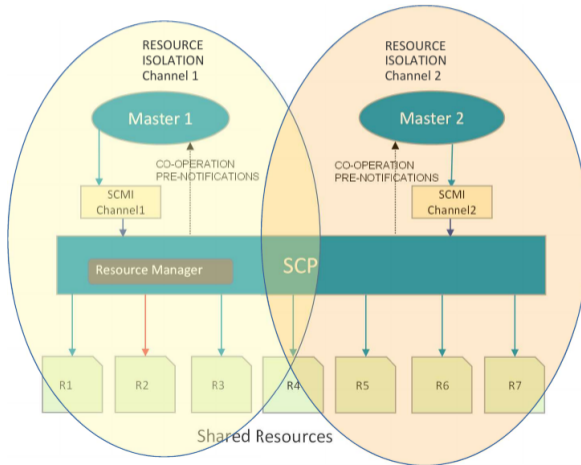 RESOURCE
ISOLATION
Channel 1
RESOURCE
ISOLATION
Channel 2
Master 1
Master 2
CO-OPERATION
PRE-NOTIFICATIONS
CO-OPERATION
PRE-NOTIFICATIONS
SCMI
Channel1
SCMI
Channel2
Resource Manager
SCP
R1
R2
R3
R4
R5
R6
R7
Shared Resources